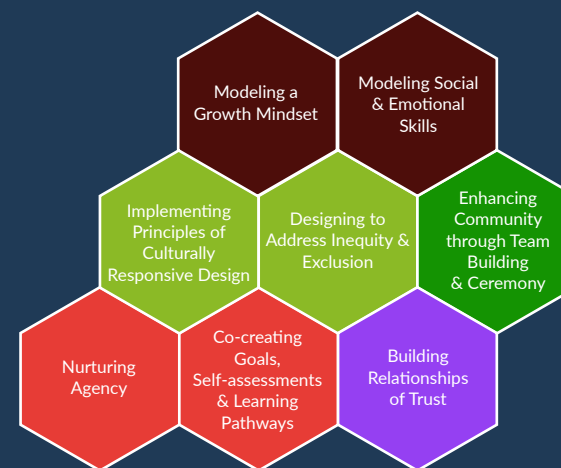 Modeling a
Growth Mindset
Modeling Social
& Emotional
Skills
Implementing
Principles of
Culturally
Responsive Design
Designing to
Address Inequity &
Exclusion
Enhancing
Community
through Team
Building
& Ceremony
Nurturing
Agency
Co-creating
Goals,
Self-assessments
& Learning
Pathways
Building
Relationships
of Trust